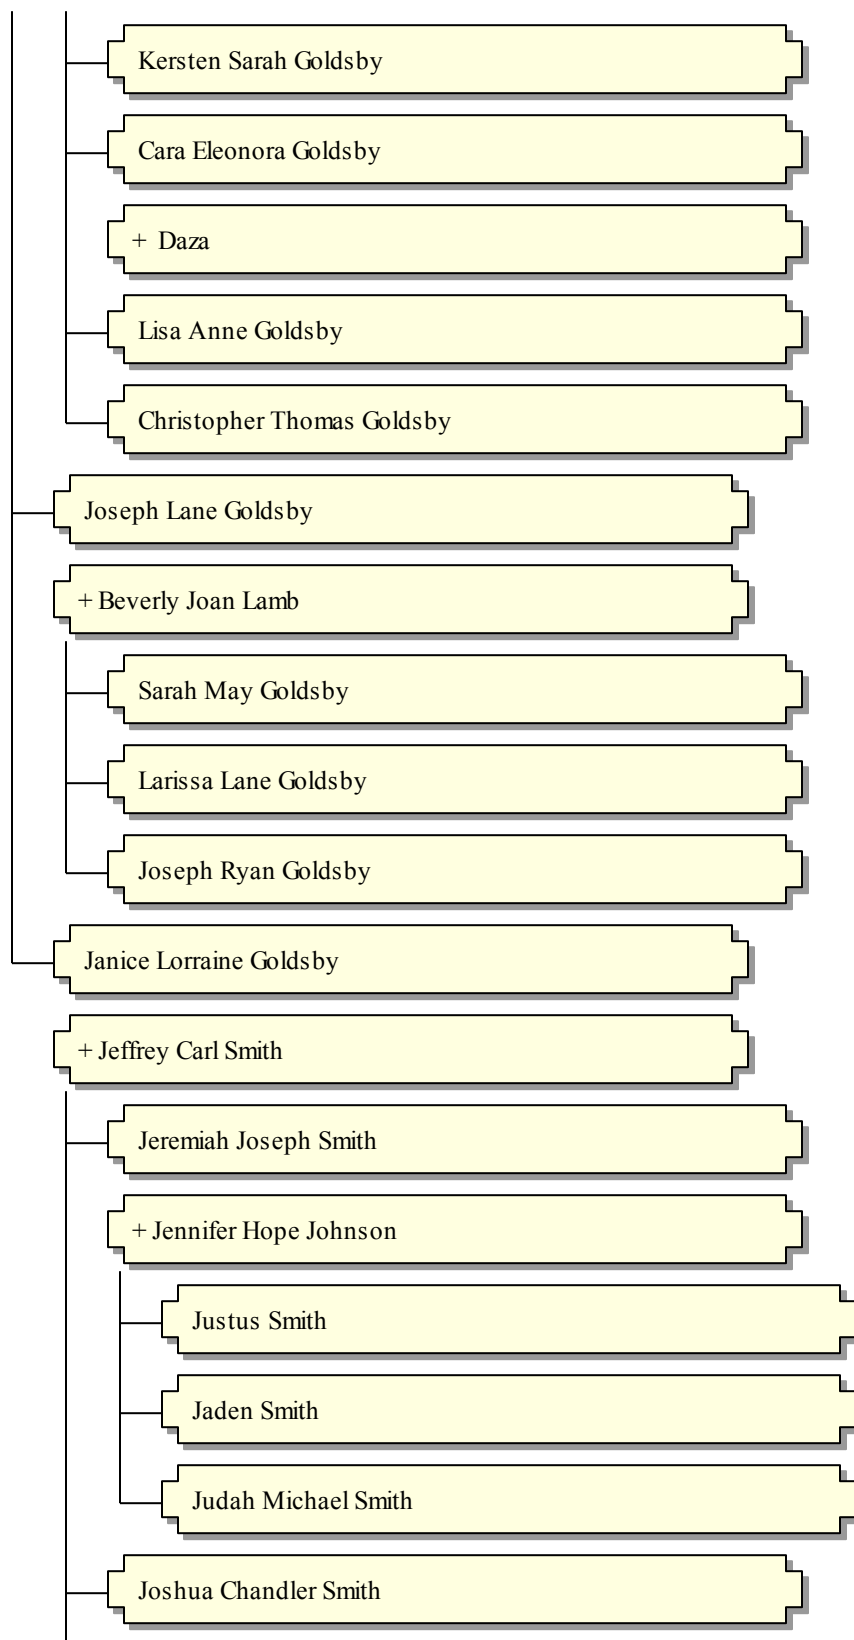 Kersten Sarah Goldsby
Cara Eleonora Goldsby
+ Daza
Lisa Anne Goldsby
Christopher Thomas Goldsby
Joseph Lane Goldsby
+ Beverly Joan Lamb
Sarah May Goldsby
Larissa Lane Goldsby
Joseph Ryan Goldsby
Janice Lorraine Goldsby
+ Jeffrey Carl Smith
Jeremiah Joseph Smith
+ Jennifer Hope Johnson
Justus Smith
Jaden Smith
Judah Michael Smith
Joshua Chandler Smith